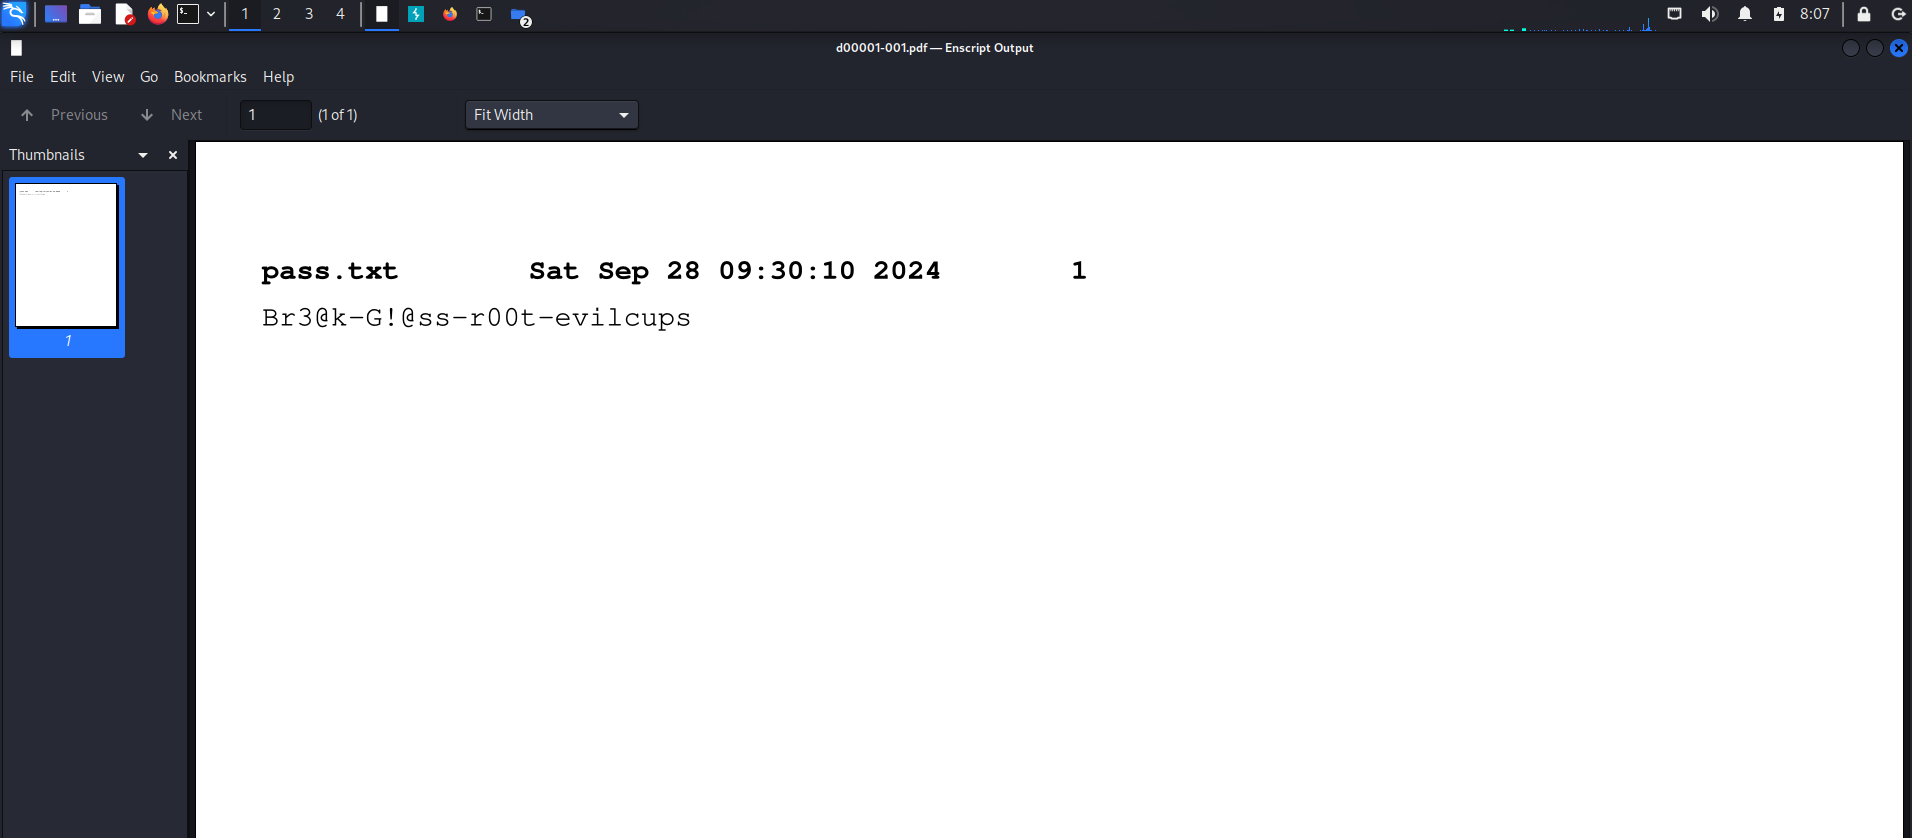 1 2 3 4
2
8:07
d00001-001.pdf — Enscript Output
File Edit View Go Bookmarks Help
Previous Next 1 (1 of 1) Fit Width
Thumbnails
1
pass.txt Sat Sep 28 09:30:10 2024 1
Br3@k-G!@ss-r00t-evilcups